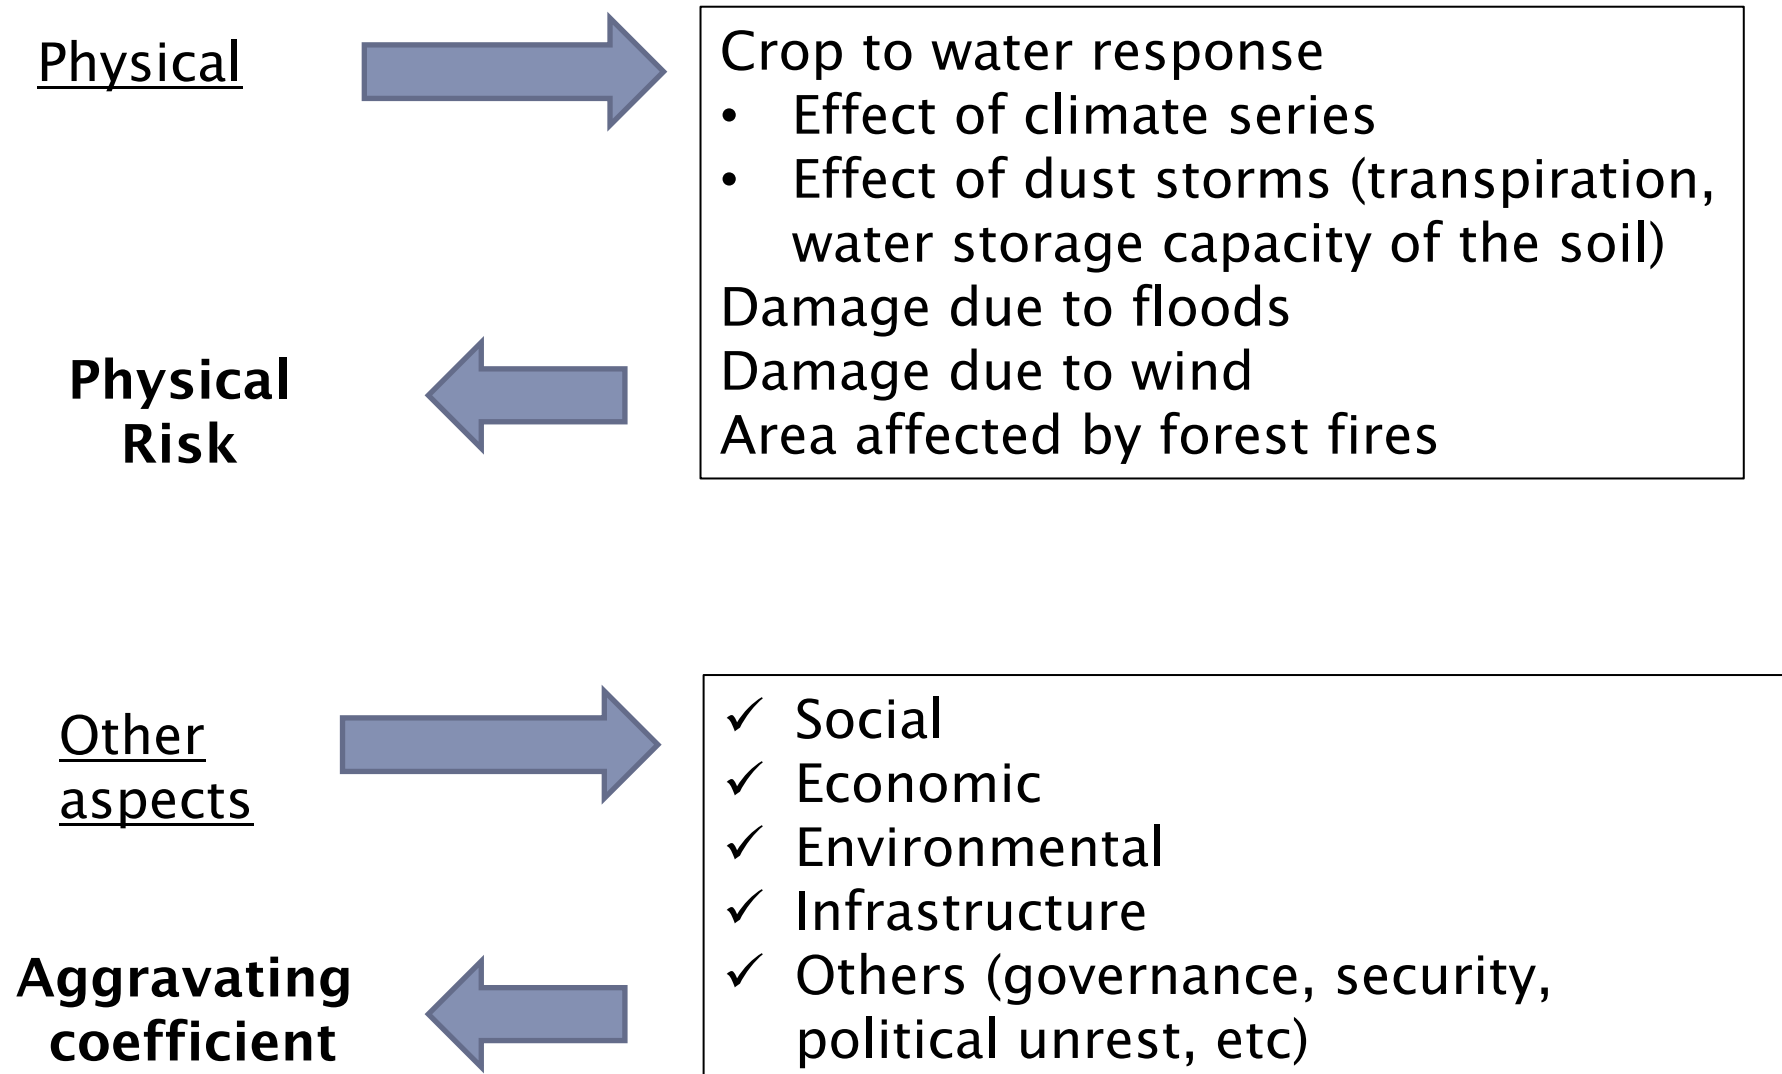 Physical
Crop to water response
• Effect of climate series
• Effect of dust storms (transpiration,
water storage capacity of the soil)
Damage due to floods
Damage due to wind
Area affected by forest fires
Physical
Risk
Other
aspects
✓ Social
✓ Economic
✓ Environmental
✓ Infrastructure
✓ Others (governance, security,
political unrest, etc)
Aggravating
coefficient